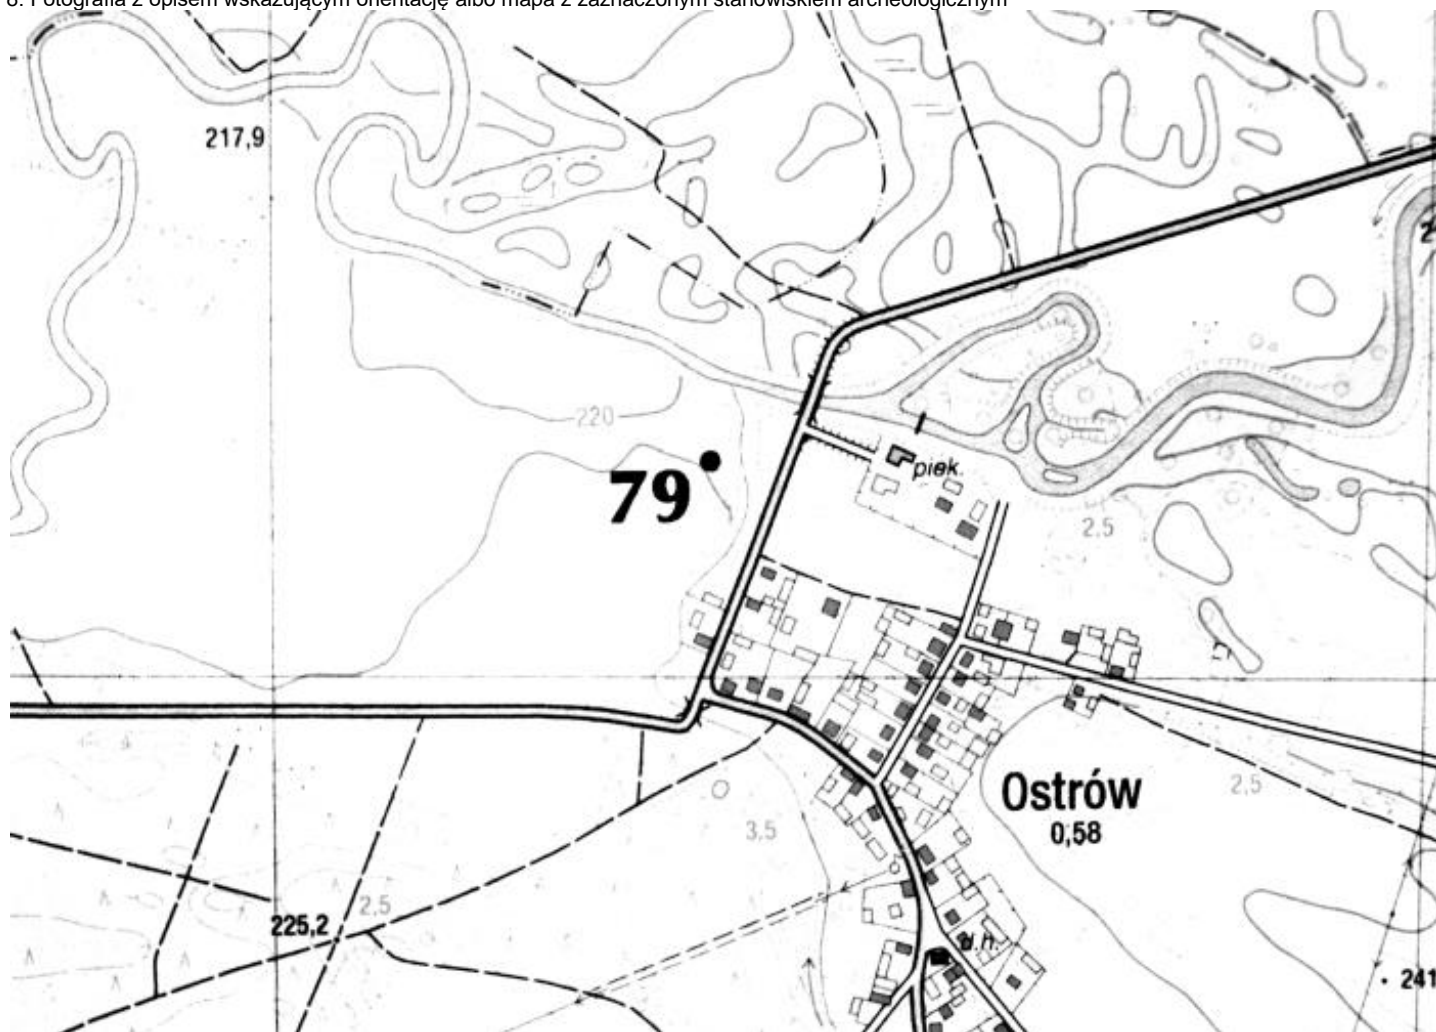 8. Fotografia z opisem wskazującym orientację albo mapa z zaznaczonym stanowiskiem archeologicznym
217,9
220
79
piek.
2,5
Ostrów
0,58
2,5
3,5
2,5
225,2
d.h.
241